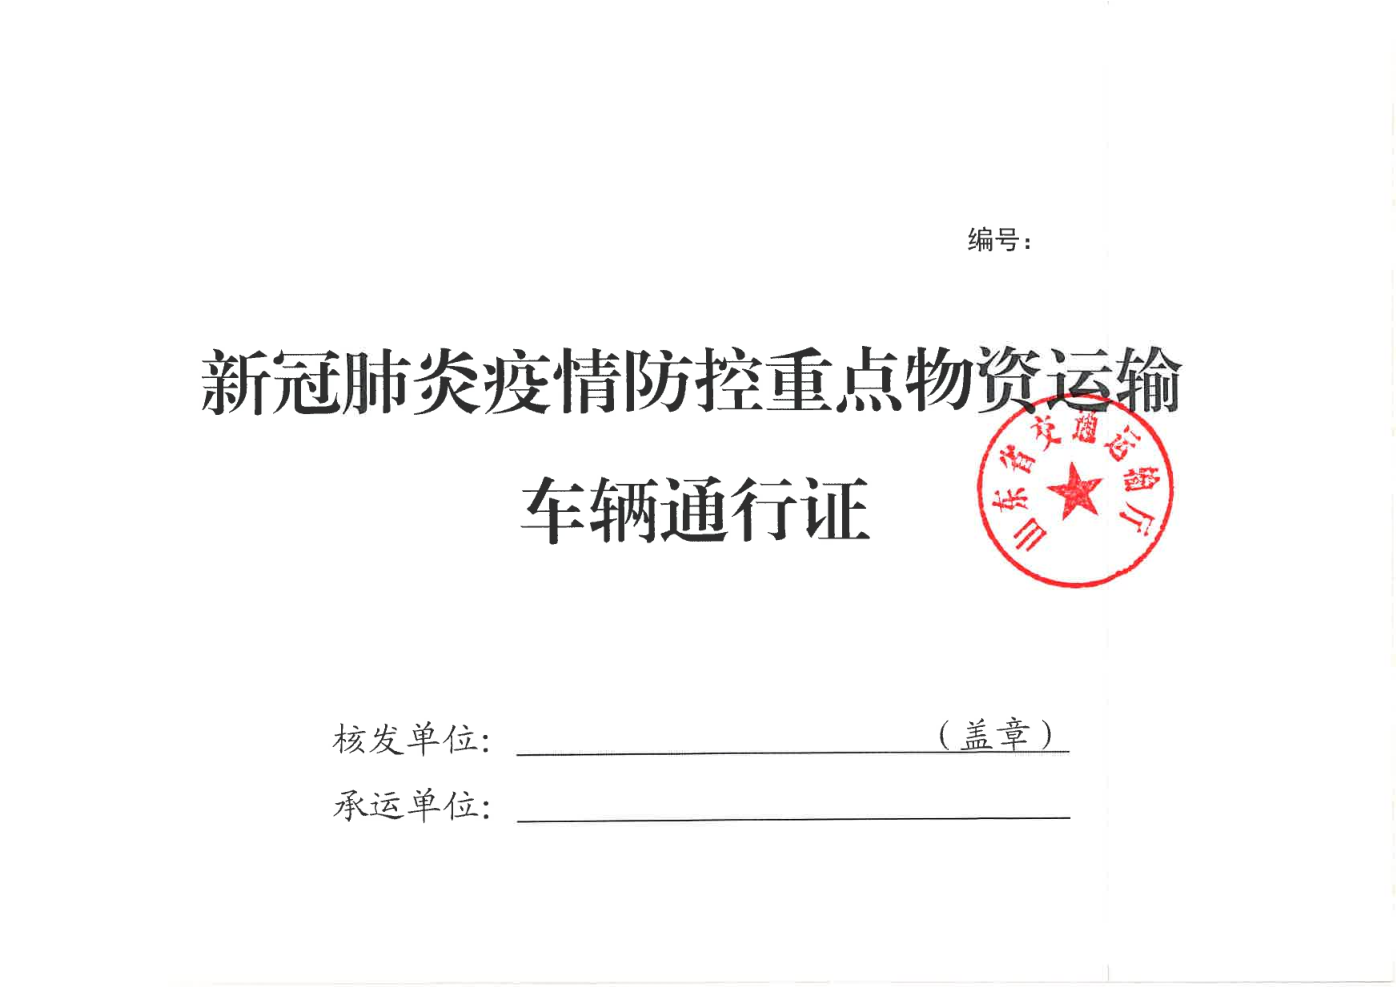 编号：
新冠肺炎疫情防控重点物资运输
山东省交通运输厅
车辆通行证
核发单位：（盖章）
承运单位：